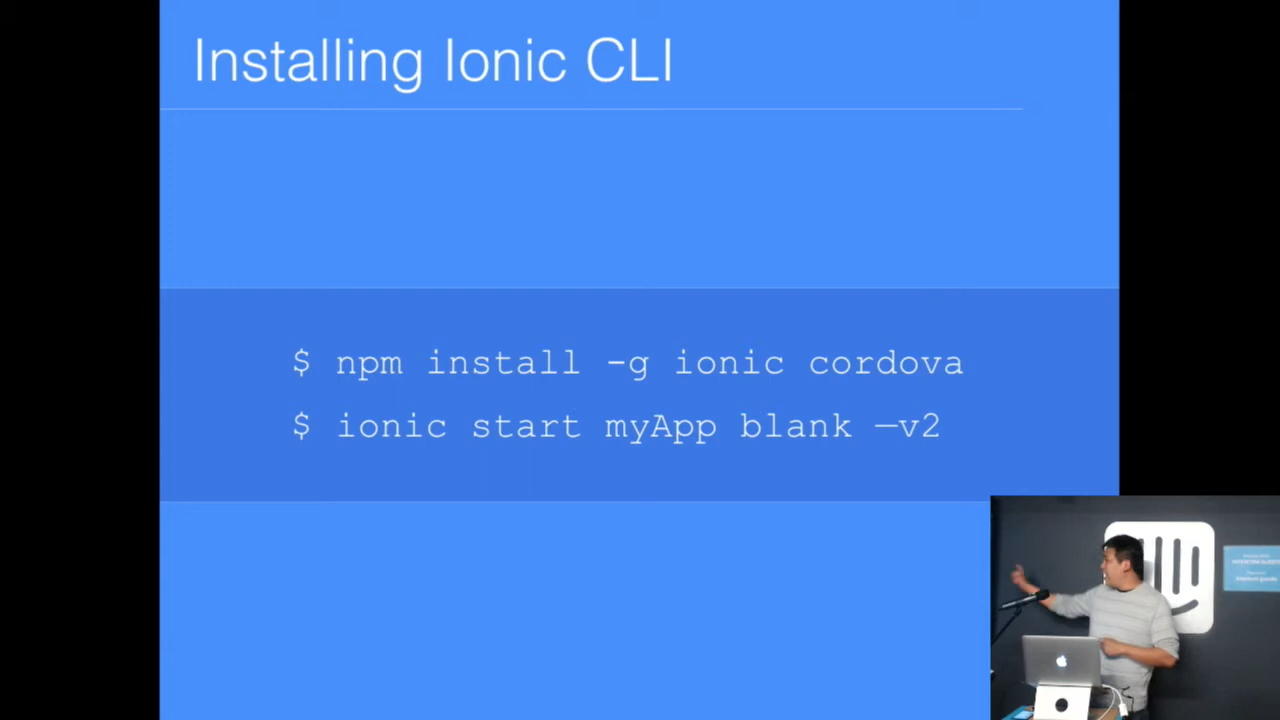 Installing Ionic CLI
$ npm install -g ionic cordova
$ ionic start myApp blank —v2